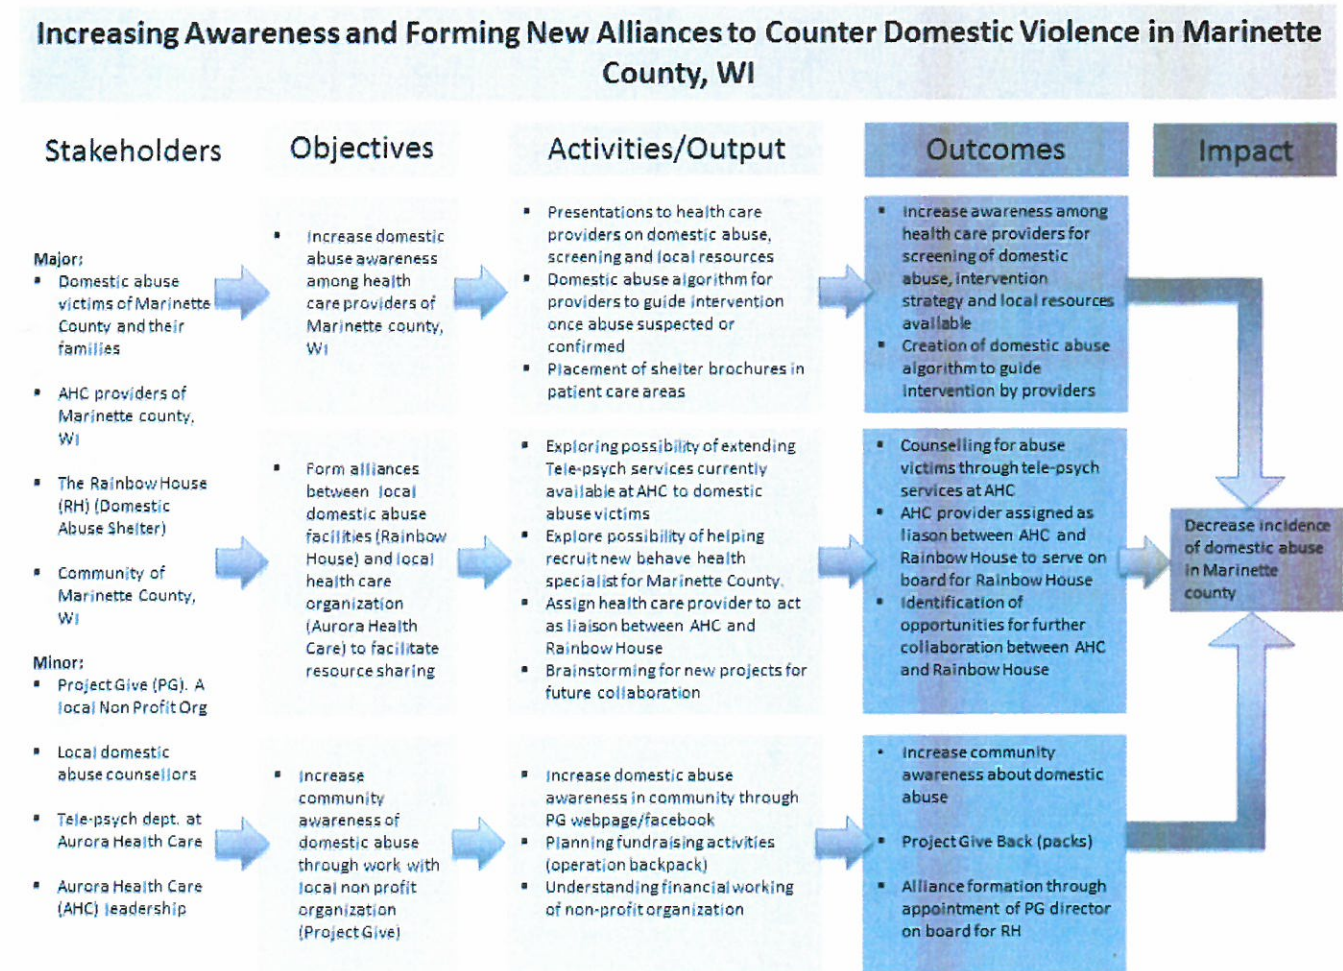 Increasing Awareness and Forming New Alliances to Counter Domestic Violence in Marinette
County, WI
Stakeholders
Major:
▪ Domestic abuse
victims of Marinette
County and their
families
▪ AHC providers of
Marinette county,
WI
▪ The Rainbow House
(RH) (Domestic
Abuse Shelter)
▪ Community of
Marinette County,
WI
Minor:
▪ Project Give (PG). A
local Non Profit Org
▪ Local domestic
abuse counsellors
▪ Tele-psych dept. at
Aurora Health Care
▪ Aurora Health Care
(AHC) leadership
Objectives
▪ Increase domestic
abuse awareness
among health
care providers of
Marinette county,
WI
▪ Form alliances
between local
domestic abuse
facilities (Rainbow
House) and local
health care
organization
(Aurora Health
Care) to facilitate
resource sharing
▪ Increase
community
awareness of
domestic abuse
through work with
local non profit
organization
(Project Give)
Activities/Output
▪ Presentations to health care
providers on domestic abuse,
screening and local resources
▪ Domestic abuse algorithm for
providers to guide intervention
once abuse suspected or
confirmed
▪ Placement of shelter brochures in
patient care areas
▪ Exploring possibility of extending
Tele-psych services currently
available at AHC to domestic
abuse victims
▪ Explore possibility of helping
recruit new behave health
specialist for Marinette County.
▪ Assign health care provider to act
as liaison between AHC and
Rainbow House
▪ Brainstorming for new projects for
future collaboration
▪ Increase domestic abuse
awareness in community through
PG webpage/facebook
▪ Planning fundraising activities
(operation backpack)
▪ Understanding financial working
of non-profit organization
Outcomes
▪ Increase awareness among
health care providers for
screening of domestic
abuse, intervention
strategy and local resources
available
▪ Creation of domestic abuse
algorithm to guide
intervention by providers
▪ Counselling for abuse
victims through tele-psych
services at AHC
▪ AHC provider assigned as
liason between AHC and
Rainbow House to serve on
board for Rainbow House
▪ Identification of
opportunities for further
collaboration between AHC
and Rainbow House
• Increase community
awareness about domestic
abuse
▪ Project Give Back (packs)
▪ Alliance formation through
appointment of PG director
on board for RH
Impact
Decrease incidence
of domestic abuse
in Marinette
county